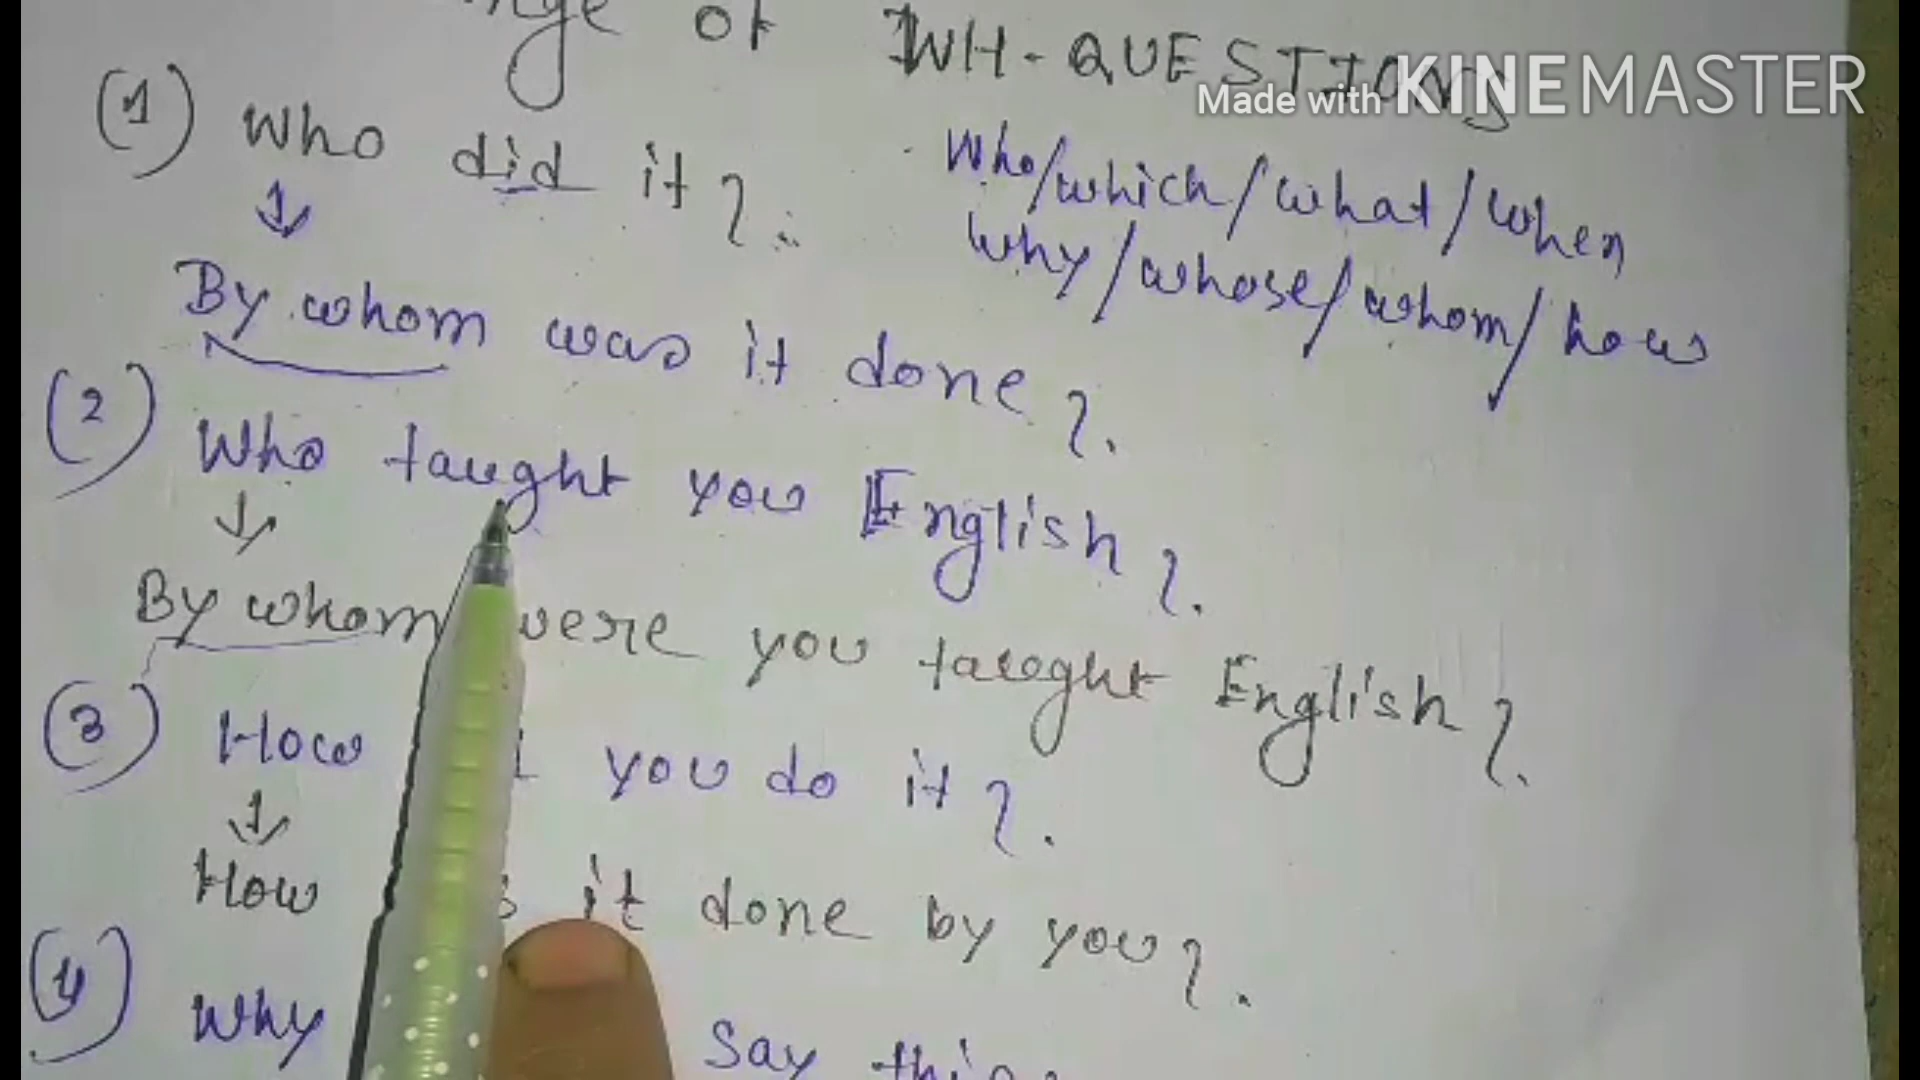 of WH-QUESTIONS
Made with KINEMASTER
(1) Who did it?
Who/which/what/when
why/whose/whom/how
By whom was it done?
(2) Who taught you English?
By whom were you taught English?
(3) How you do it?
How it done by you?
(4) Why say